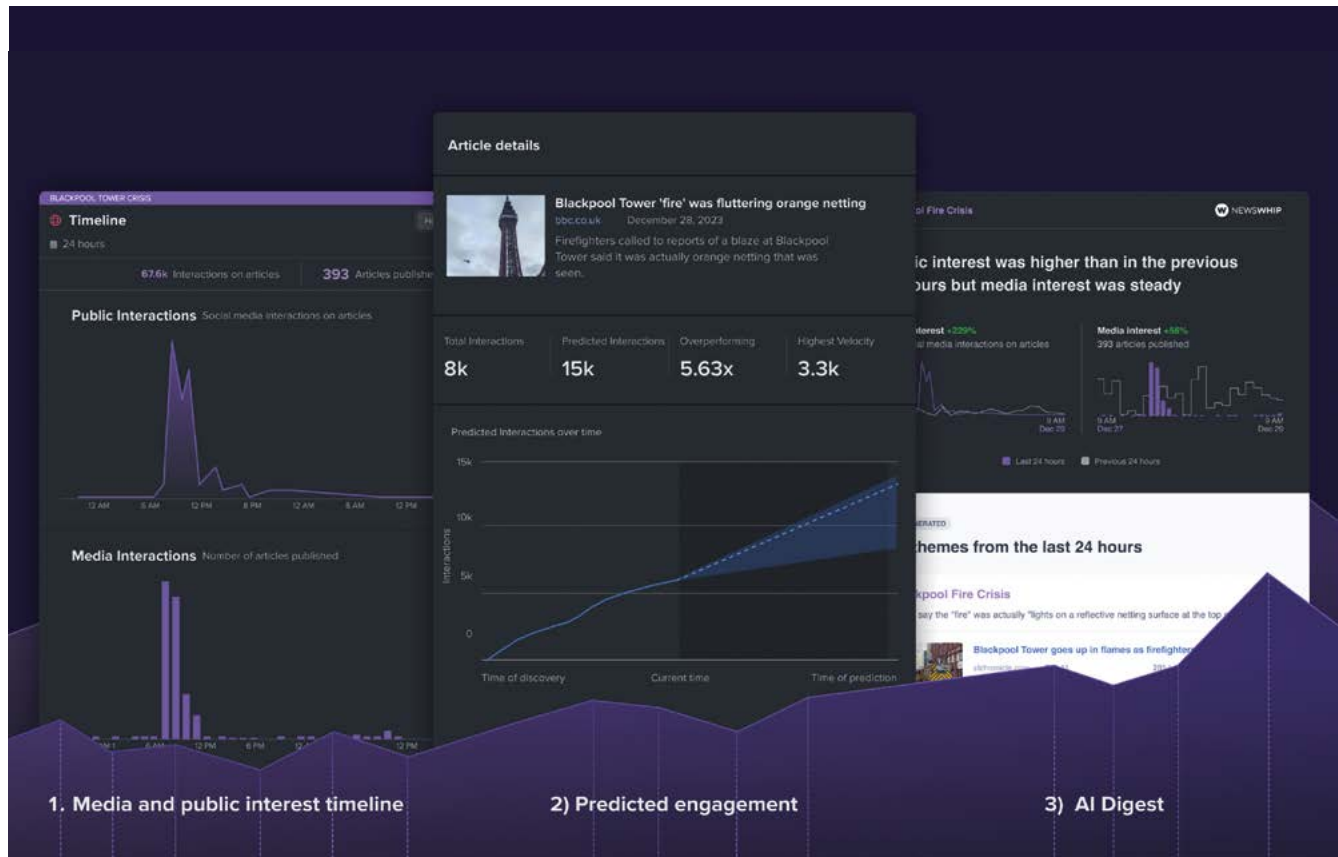 BLACKPOOL TOWER CRISIS
Timeline
24 hours
67.6k Interactions on articles
393 Articles publishe
Public Interactions Social media interactions on articles
12 AM 6 AM 12 PM 6 PM 12 AM 6 AM 12 PM
Media Interactions Number of articles published
6 AM 12 PM 6 PM 12 PM
Article details
Blackpool Tower 'fire' was fluttering orange netting
bbc.co.uk December 28, 2023
Firefighters called to reports of a blaze at Blackpool
Tower said it was actually orange netting that was
seen.
Total Interactions Predicted Interactions Overperforming Highest Velocity
8k 15k 5.63x 3.3k
Predicted Interactions over time
15k
10k
5k
0
Interactions
Time of discovery Current time Time of prediction
ol Fire Crisis
NEWSWHIP
ic interest was higher than in the previous
ours but media interest was steady
nterest +229%
al media interactions on articles
Media interest +58%
393 articles published
9 AM
Dec 29
9 AM
Dec 27
9 AM
Dec 29
Last 24 hours Previous 24 hours
NERATED
hemes from the last 24 hours
kpool Fire Crisis
say the "fire" was actually "lights on a reflective netting surface at the top
Blackpool Tower goes up in flames as firefighter
1. Media and public interest timeline
2) Predicted engagement
3) AI Digest